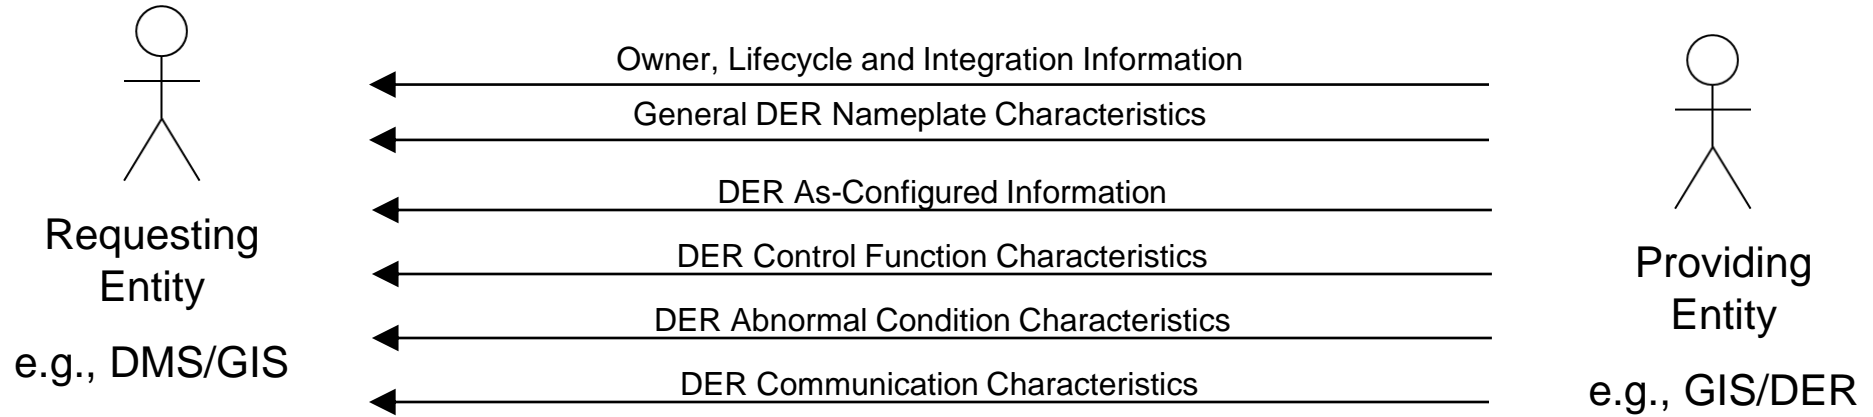 Owner, Lifecycle and Integration Information
General DER Nameplate Characteristics
DER As-Configured Information
DER Control Function Characteristics
DER Abnormal Condition Characteristics
DER Communication Characteristics
Requesting
Entity
e.g., DMS/GIS
Providing
Entity
e.g., GIS/DER